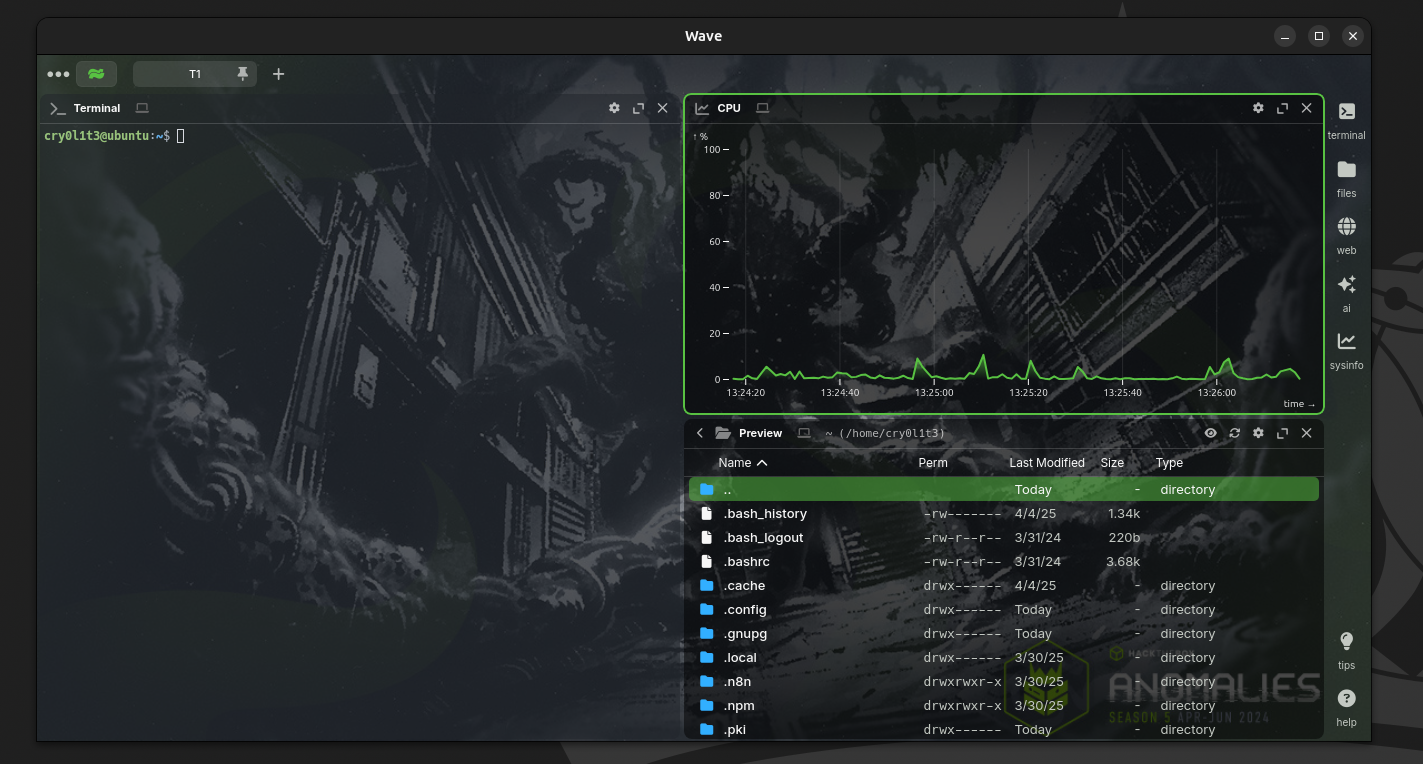 Wave
T1
Terminal
cry0l1t3@ubuntu:~$
CPU
↑ %
100
80
60
40
20
0
13:24:20 13:24:40 13:25:00 13:25:20 13:25:40 13:26:00
time →
Preview ~ (/home/cry0l1t3)
Name Perm Last Modified Size Type
.. Today - directory
.bash_history -rw------- 4/4/25 1.34k
.bash_logout -rw-r--r-- 3/31/24 220b
.bashrc -rw-r--r-- 3/31/24 3.68k
.cache drwx------ 4/4/25 - directory
.config drwx------ Today - directory
.gnupg drwx------ Today - directory
.local drwx------ 3/30/25 - directory
.n8n drwxrwxr-x 3/30/25 - directory
.npm drwxrwxr-x 3/30/25 - directory
.pki drwx------ Today - directory
HACKTHEBOX
ANOMALIES
SEASON 5 APR-JUN 2024
terminal
files
web
ai
sysinfo
tips
help